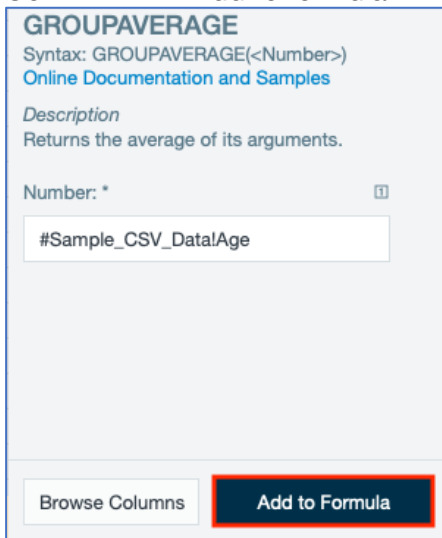 GROUPAVERAGE
Syntax: GROUPAVERAGE(<Number>)
Online Documentation and Samples
Description
Returns the average of its arguments.
Number: *
1
#Sample_CSV_Data!Age
Browse Columns
Add to Formula